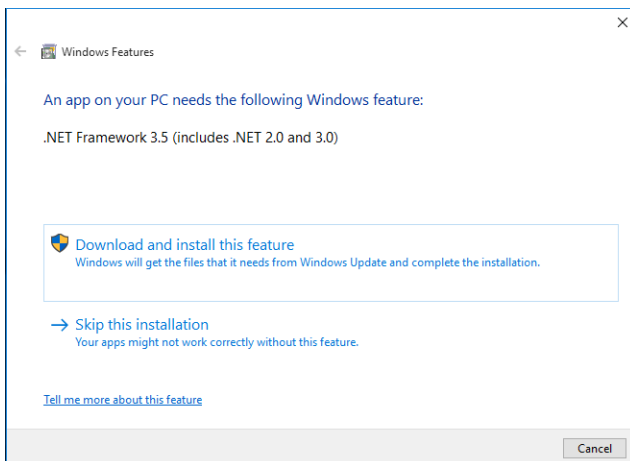 Windows Features
An app on your PC needs the following Windows feature:
.NET Framework 3.5 (includes .NET 2.0 and 3.0)
Download and install this feature
Windows will get the files that it needs from Windows Update and complete the installation.
Skip this installation
Your apps might not work correctly without this feature.
Tell me more about this feature
Cancel